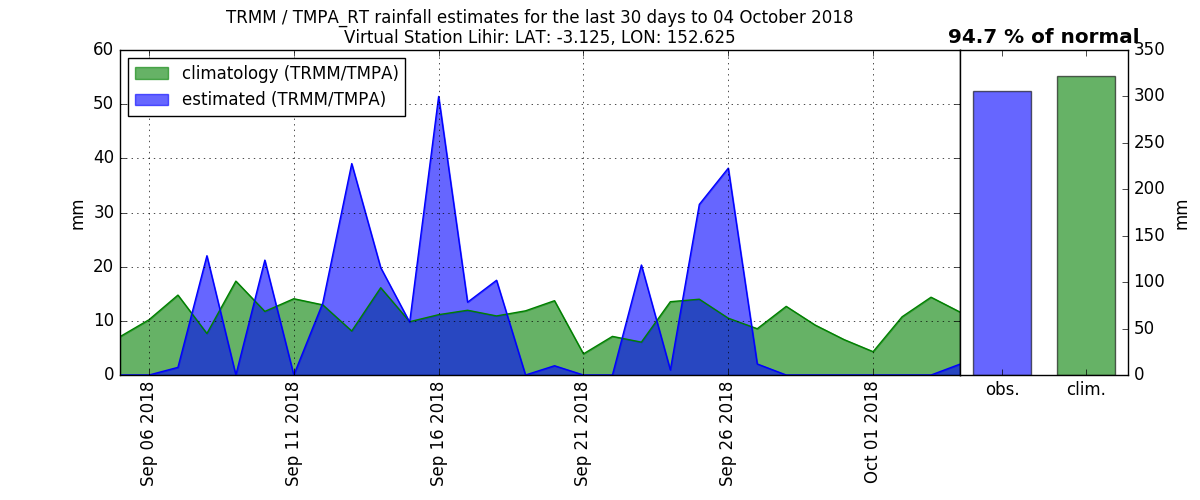 TRMM / TMPA_RT rainfall estimates for the last 30 days to 04 October 2018
Virtual Station Lihir: LAT: -3.125, LON: 152.625
94.7 % of normal
climatology (TRMM/TMPA)
estimated (TRMM/TMPA)
60
50
40
30
20
10
0
mm
Sep 06 2018
Sep 11 2018
Sep 16 2018
Sep 21 2018
Sep 26 2018
Oct 01 2018
obs.
clim.
350
300
250
200
150
100
50
0
mm